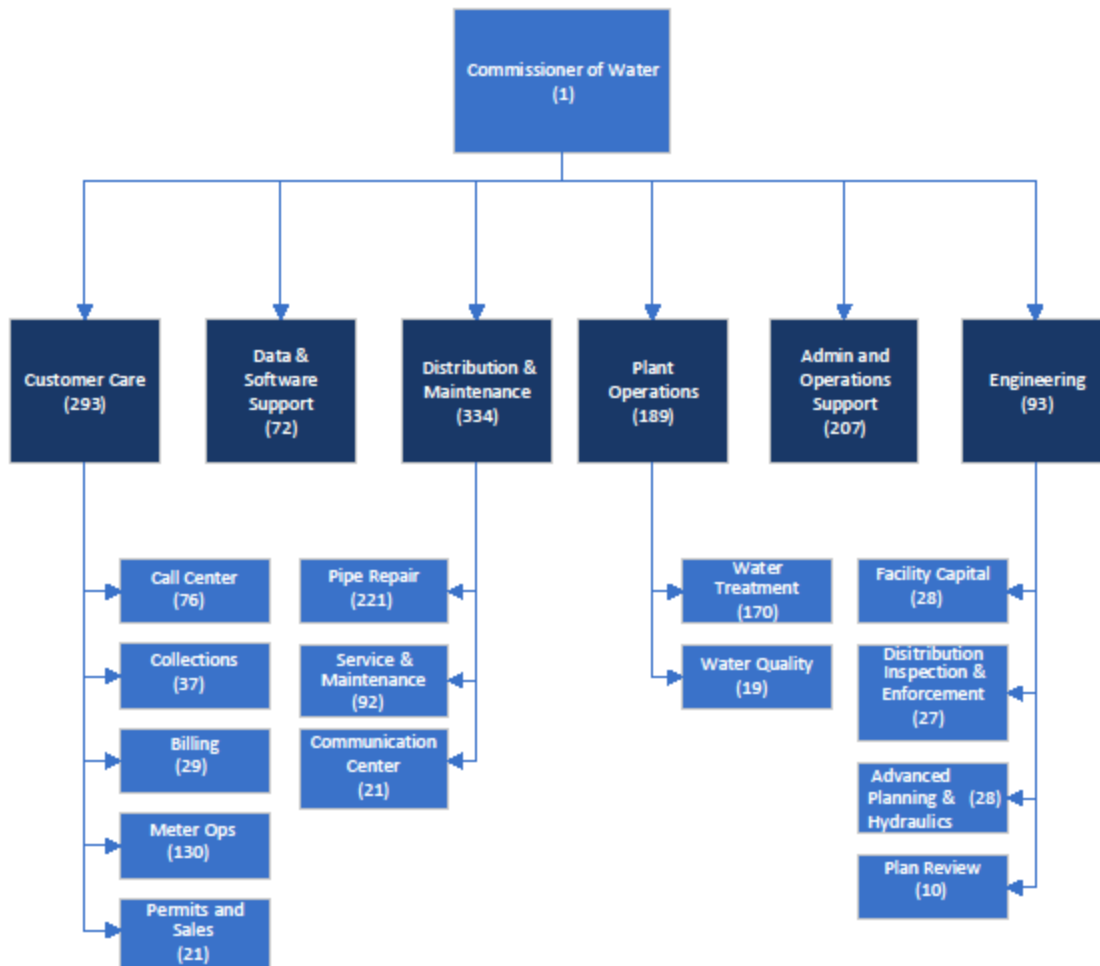 Commissioner of Water
(1)
Customer Care
(293)
Data &
Software
Support
(72)
Distribution &
Maintenance
(334)
Plant
Operations
(189)
Admin and
Operations
Support
(207)
Engineering
(93)
Call Center
(76)
Collections
(37)
Billing
(29)
Meter Ops
(130)
Permits and
Sales
(21)
Pipe Repair
(221)
Service &
Maintenance
(92)
Communication
Center
(21)
Water
Treatment
(170)
Water Quality
(19)
Facility Capital
(28)
Disitribution
Inspection &
Enforcement
(27)
Advanced
Planning & (28)
Hydraulics
Plan Review
(10)